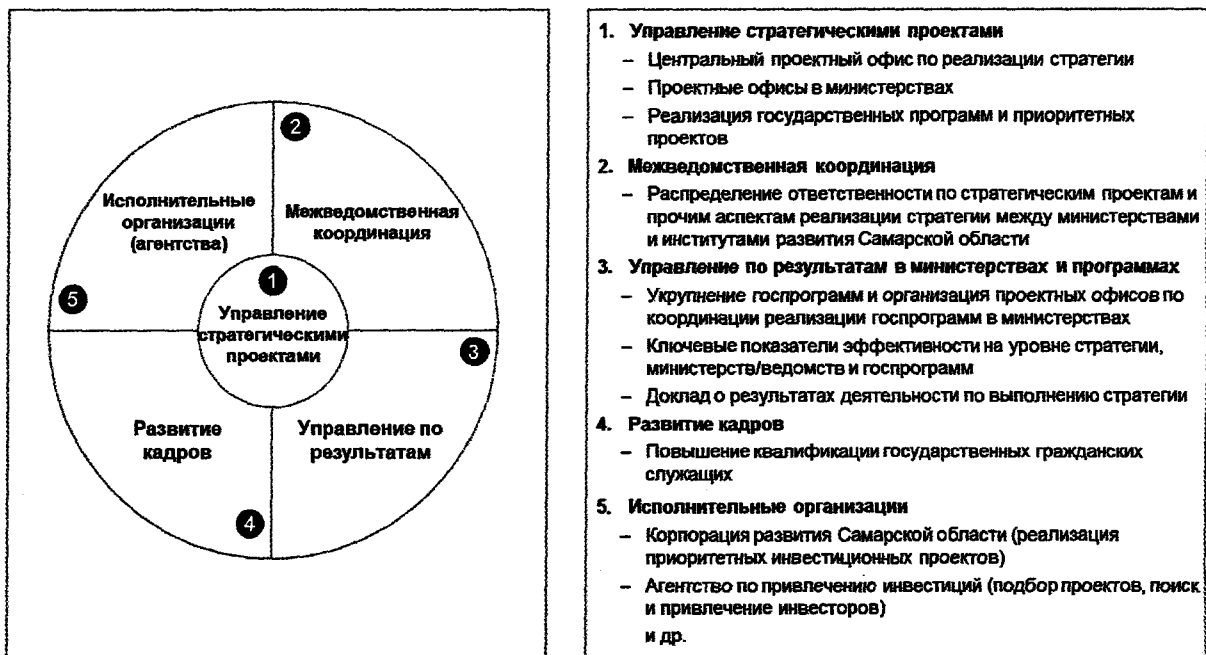 2
Исполнительные
организации
(агентства)
Межведомственная
координация
1
5
Управление
стратегическими
проектами
3
Развитие
кадров
Управление по
результатам
4
1. Управление стратегическими проектами
– Центральный проектный офис по реализации стратегии
– Проектные офисы в министерствах
– Реализация государственных программ и приоритетных
проектов
2. Межведомственная координация
– Распределение ответственности по стратегическим проектам и
прочим аспектам реализации стратегии между министерствами
и институтами развития Самарской области
3. Управление по результатам в министерствах и программах
– Укрупнение госпрограмм и организация проектных офисов по
координации реализации госпрограмм в министерствах
– Ключевые показатели эффективности на уровне стратегии,
министерств/ведомств и госпрограмм
– Доклад о результатах деятельности по выполнению стратегии
4. Развитие кадров
– Повышение квалификации государственных гражданских
служащих
5. Исполнительные организации
– Корпорация развития Самарской области (реализация
приоритетных инвестиционных проектов)
– Агентство по привлечению инвестиций (подбор проектов, поиск
и привлечение инвесторов)
и др.